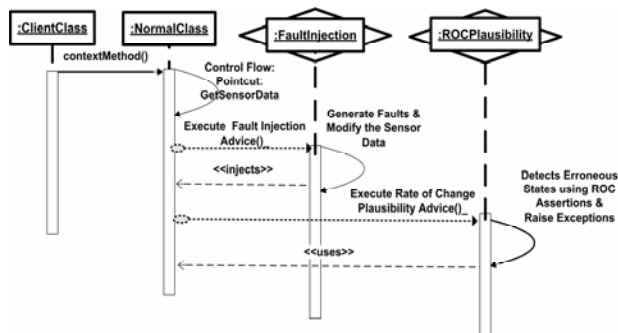 :ClientClass
:NormalClass
:FaultInjection
:ROCPlausibility
contextMethod()
Control Flow:
Pointcut:
GetSensorData
Generate Faults &
Modify the Sensor
Data
Execute Fault Injection
Advice()_
<<injects>>
Detects Erroneous
States using ROC
Assertions &
Raise Exceptions
Execute Rate of Change
Plausibility Advice()_
<<uses>>